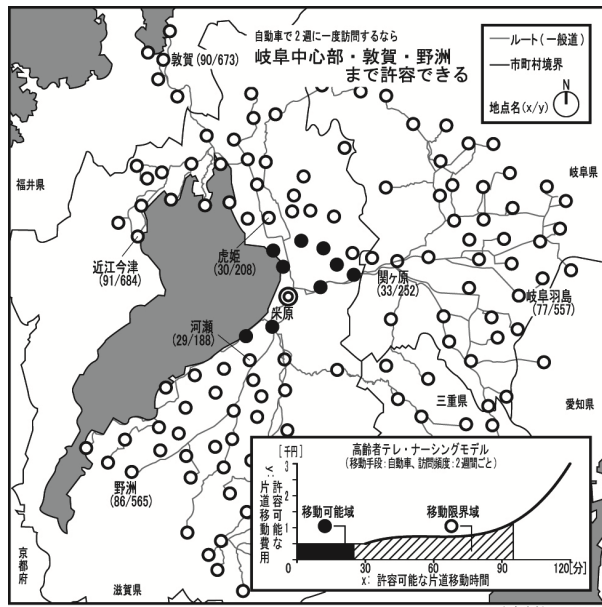 自動車で2週に一度訪問するなら
岐阜中心部・敦賀・野洲
まで許容できる
ルート(一般道)
市町村境界
地点名(x/y)
N
敦賀(90/673)
福井県
岐阜県
近江今津
(91/684)
虎姫
(30/208)
関ヶ原
(33/252)
岐阜羽島
(77/557)
米原
河瀬
(29/188)
三重県
愛知県
野洲
(86/565)
京都府
滋賀県
高齢者テレ・ナーシングモデル
(移動手段:自動車、訪問頻度:2週間ごと)
[千円]
y:許容可能な片道移動費用
3
2
1
0
移動可能域
移動限界域
0
30
60
90
120[分]
x:許容可能な片道移動時間